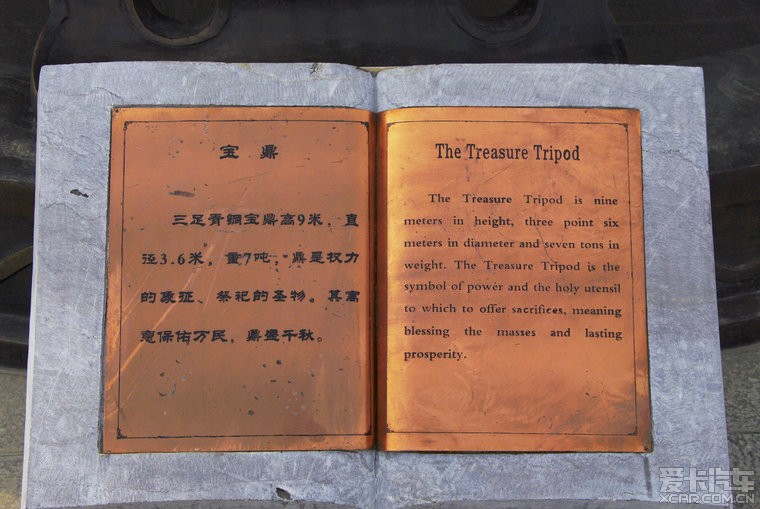 宝 鼎
三足青铜宝鼎高9米，直
径3.6米，重7吨，鼎是权力
的象征、祭祀的圣物。其寓
意保佑万民，鼎盛千秋。
The Treasure Tripod
The Treasure Tripod is nine
meters in height, three point six
meters in diameter and seven tons in
weight. The Treasure Tripod is the
symbol of power and the holy utensil
to which to offer sacrifices, meaning
blessing the masses and lasting
prosperity.
爱卡汽车
XCAR.COM.CN